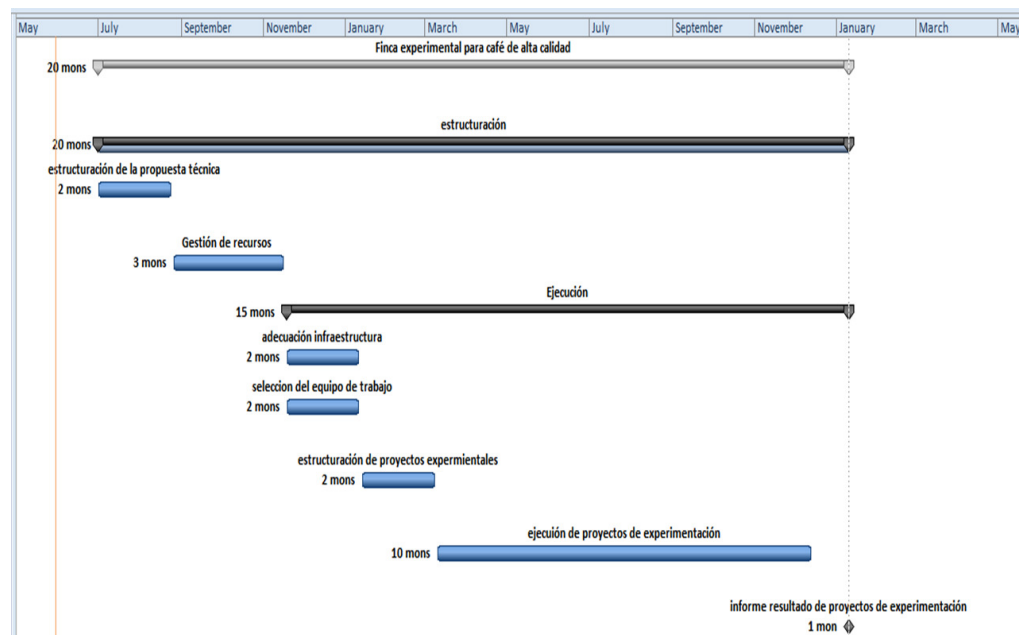 May July September November January March May July September November January March May
Finca experimental para café de alta calidad
20 mons
estructuración
20 mons
estructuración de la propuesta técnica
2 mons
Gestión de recursos
3 mons
Ejecución
15 mons
adecuación infraestructura
2 mons
seleccion del equipo de trabajo
2 mons
estructuración de proyectos expermientales
2 mons
ejecuión de proyectos de experimentación
10 mons
informe resultado de proyectos de experimentación
1 mon